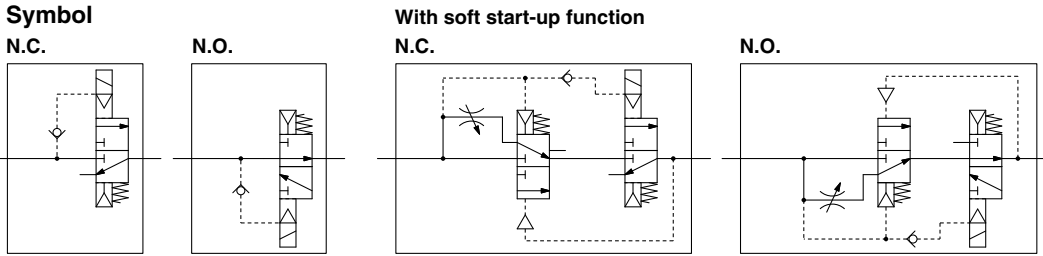 Symbol
With soft start-up function
N.C.
N.O.
N.C.
N.O.